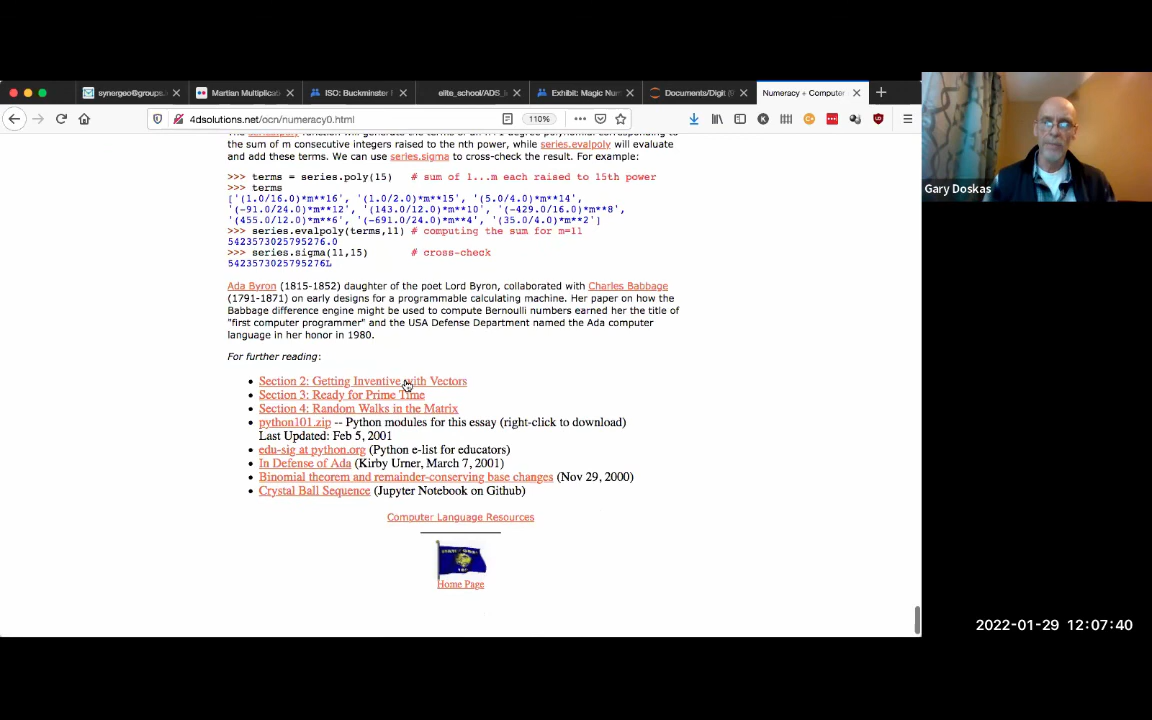 synergeo@groups.
Martian Multiplicat
ISO: Buckminster
elite_school/ADS_
Exhibit: Magic Num
Documents/Digit
Numeracy + Computer
4dsolutions.net/ocn/numeracy0.html
110%
Gary Doskas
function will generate the terms of an
degree polynomial corresponding to
the sum of m consecutive integers raised to the nth power, while series.evalpoly will evaluate
and add these terms. We can use series.sigma to cross-check the result. For example:
>>> terms = series.poly(15) # sum of 1...m each raised to 15th power
>>> terms
['(1.0/16.0)*m**16', '(1.0/2.0)*m**15', '(5.0/4.0)*m**14',
'(-91.0/24.0)*m**12', '(143.0/12.0)*m**10', '(-429.0/16.0)*m**8',
'(455.0/12.0)*m**6', '(-691.0/24.0)*m**4', '(35.0/4.0)*m**2']
>>> series.evalpoly(terms,11) # computing the sum for m=11
5423573025795276.0
>>> series.sigma(11,15) # cross-check
5423573025795276L
Ada Byron (1815-1852) daughter of the poet Lord Byron, collaborated with Charles Babbage
(1791-1871) on early designs for a programmable calculating machine. Her paper on how the
Babbage difference engine might be used to compute Bernoulli numbers earned her the title of
"first computer programmer" and the USA Defense Department named the Ada computer
language in her honor in 1980.
For further reading:
• Section 2: Getting Inventive with Vectors
• Section 3: Ready for Prime Time
• Section 4: Random Walks in the Matrix
• python101.zip -- Python modules for this essay (right-click to download)
Last Updated: Feb 5, 2001
• edu-sig at python.org (Python e-list for educators)
• In Defense of Ada (Kirby Urner, March 7, 2001)
• Binomial theorem and remainder-conserving base changes (Nov 29, 2000)
• Crystal Ball Sequence (Jupyter Notebook on Github)
Computer Language Resources
Home Page
2022-01-29 12:07:40